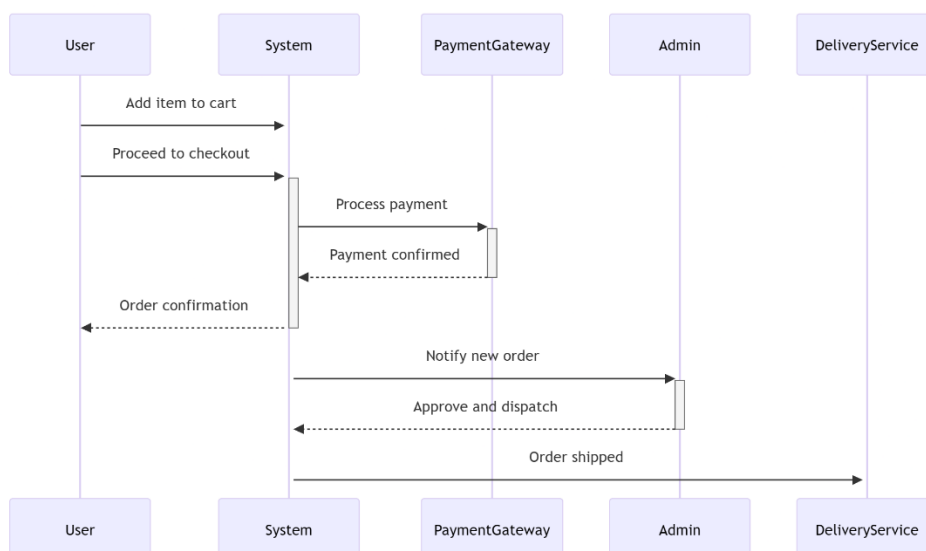 User System PaymentGateway Admin DeliveryService
Add item to cart
Proceed to checkout
Process payment
Payment confirmed
Order confirmation
Notify new order
Approve and dispatch
Order shipped
User System PaymentGateway Admin DeliveryService